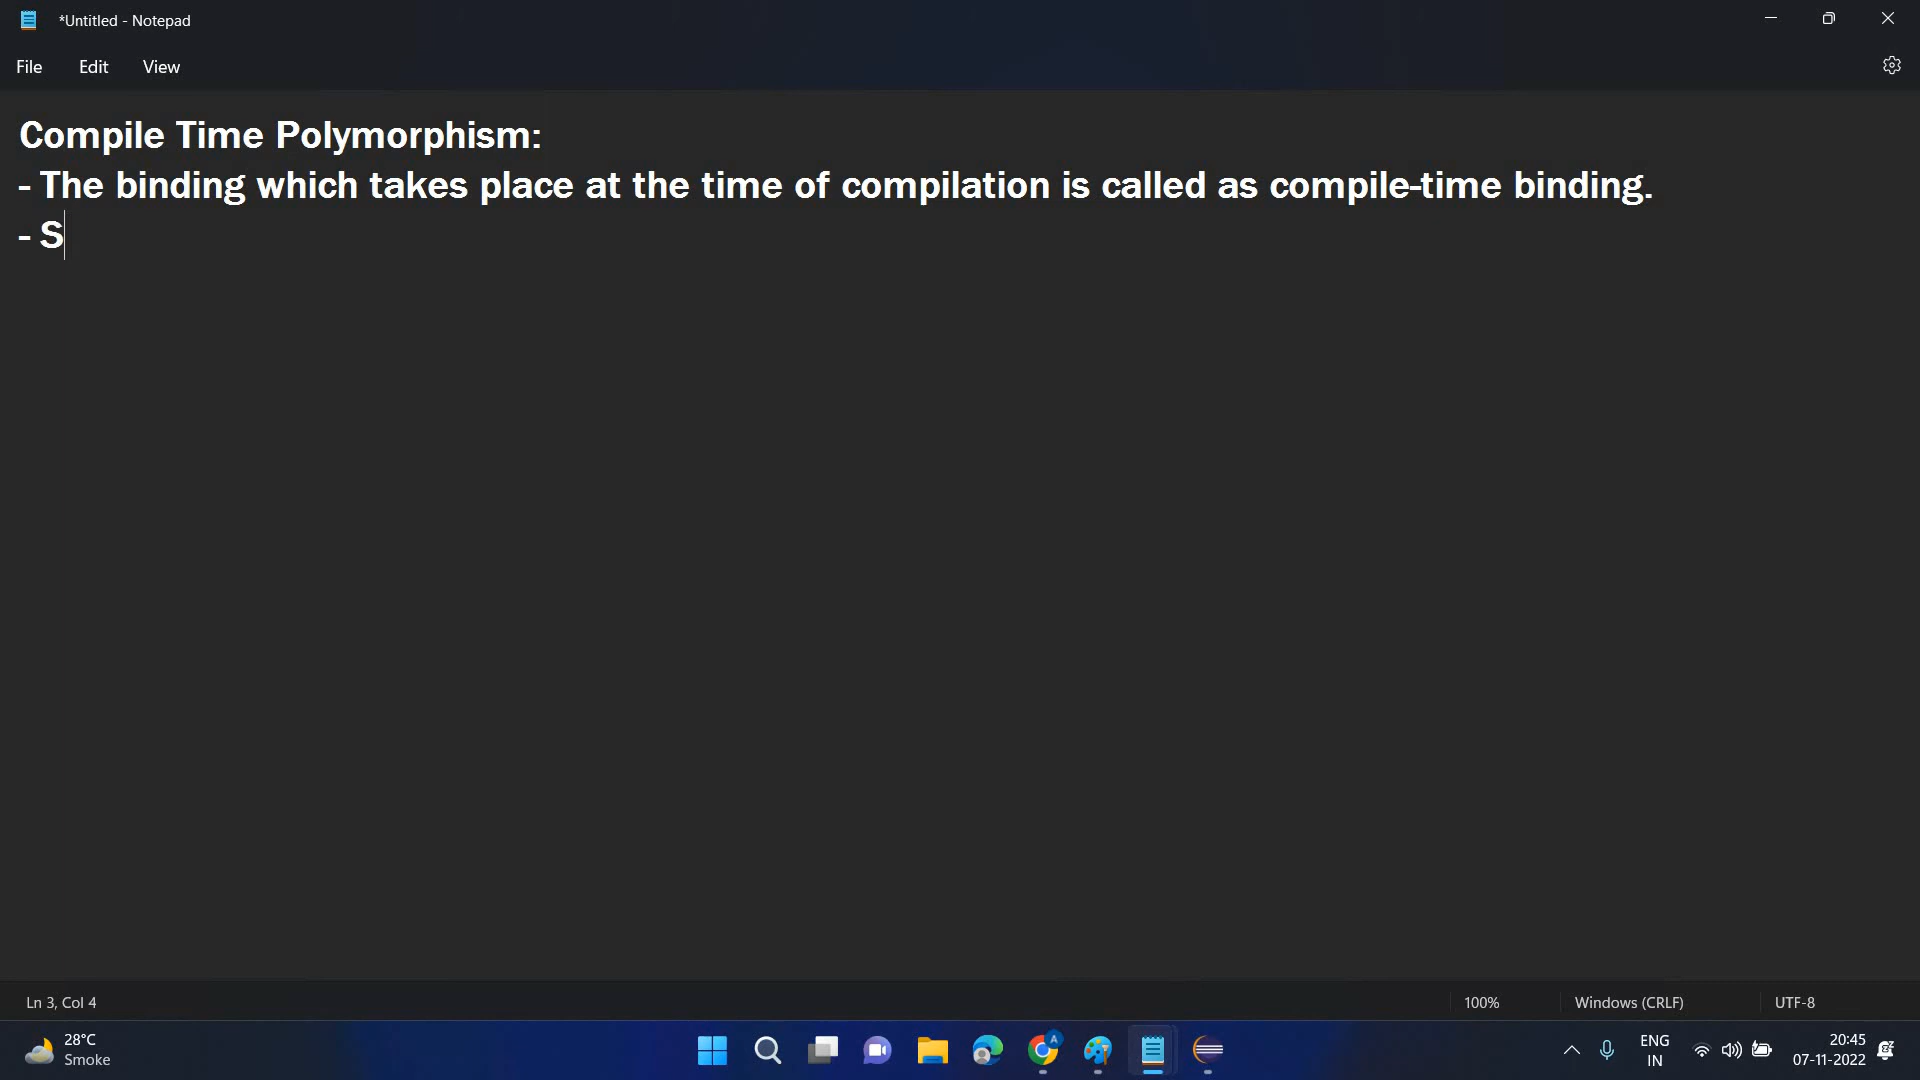 *Untitled - Notepad
File Edit View
Compile Time Polymorphism:
- The binding which takes place at the time of compilation is called as compile-time binding.
- S
Ln 3, Col 4
100%
Windows (CRLF)
UTF-8
28°C
Smoke
A
ENG
IN
20:45
07-11-2022